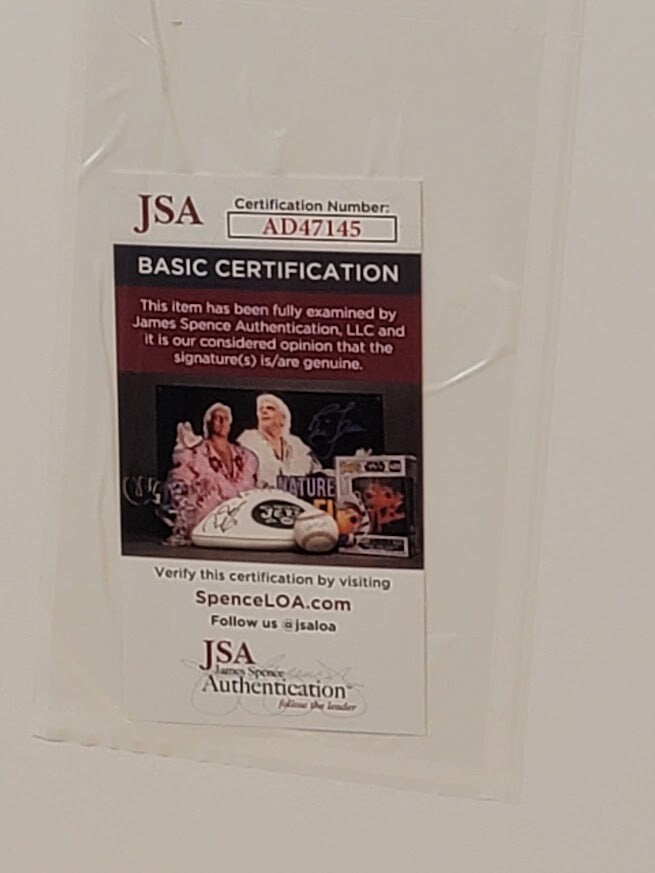 JSA
Certification Number:
AD47145
BASIC CERTIFICATION
This item has been fully examined by
James Spence Authentication, LLC and
it is our considered opinion that the
signature(s) is/are genuine.
NATURE
JETS
Verify this certification by visiting
SpenceLOA.com
Follow us @jsaloa
JSA
James Spence
Authentication
follow the leader